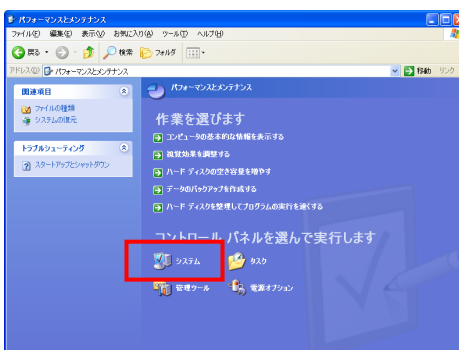 パフォーマンスとメンテナンス
ファイル(F) 編集(E) 表示(V) お気に入り(A) ツール(T) ヘルプ(H)
戻る 検索 フォルダ
アドレス(D) パフォーマンスとメンテナンス 移動 リンク
関連項目
ファイルの種類
システムの復元
トラブルシューティング
スタートアップとシャットダウン
パフォーマンスとメンテナンス
作業を選びます
コンピュータの基本的な情報を表示する
視覚効果を調整する
ハード ディスクの空き容量を増やす
データのバックアップを作成する
ハード ディスクを整理してプログラムの実行を速くする
コントロール パネルを選んで実行します
システム タスク
管理ツール 電源オプション